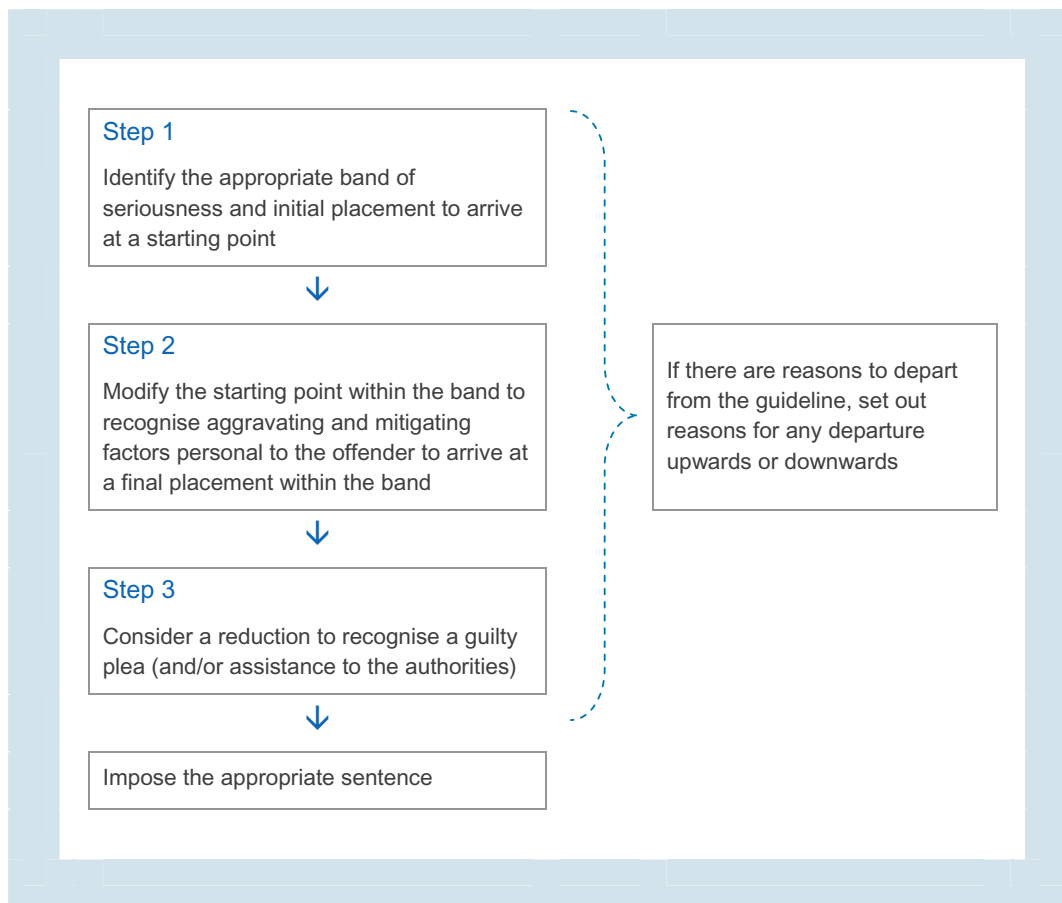 Step 1
Identify the appropriate band of
seriousness and initial placement to arrive
at a starting point
Step 2
Modify the starting point within the band to
recognise aggravating and mitigating
factors personal to the offender to arrive at
a final placement within the band
Step 3
Consider a reduction to recognise a guilty
plea (and/or assistance to the authorities)
Impose the appropriate sentence
If there are reasons to depart
from the guideline, set out
reasons for any departure
upwards or downwards